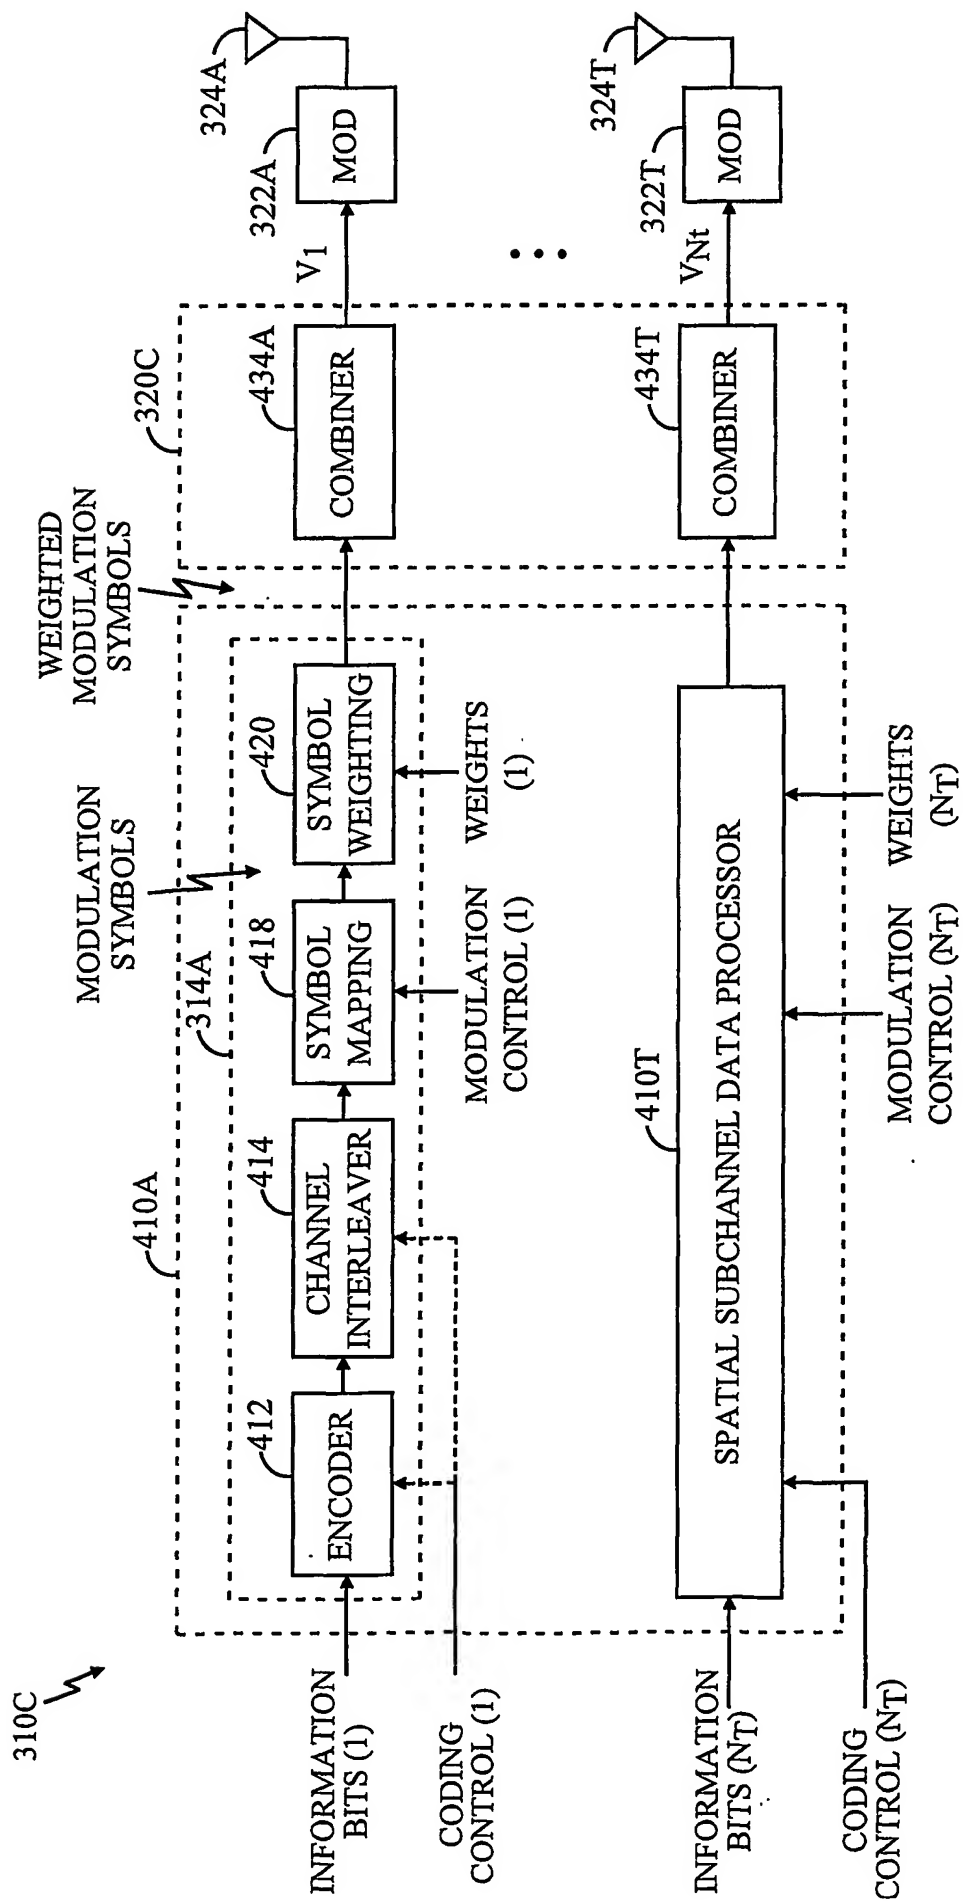 310C
INFORMATION
BITS (1)
CODING
CONTROL (1)
INFORMATION
BITS (NT)
CODING
CONTROL (NT)
410A
314A
412
ENCODER
414
CHANNEL
INTERLEAVER
418
SYMBOL
MAPPING
420
SYMBOL
WEIGHTING
MODULATION
CONTROL (1)
WEIGHTS
(1)
MODULATION
SYMBOLS
WEIGHTED
MODULATION
SYMBOLS
410T
SPATIAL SUBCHANNEL DATA PROCESSOR
MODULATION
CONTROL (NT)
WEIGHTS
(NT)
320C
434A
COMBINER
434T
COMBINER
V1
VNt
322A
MOD
324A
322T
MOD
324T